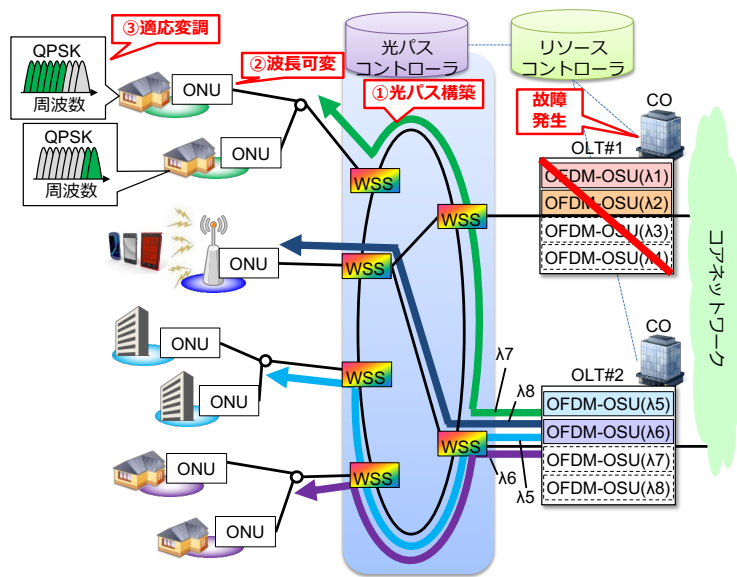 ③適応変調
QPSK
周波数
ONU
②波長可変
光パス
コントローラ
リソース
コントローラ
①光パス構築
故障
発生
CO
QPSK
周波数
ONU
OLT#1
OFDM-OSU(λ1)
OFDM-OSU(λ2)
OFDM-OSU(λ3)
OFDM-OSU(λ4)
WSS
WSS
ONU
WSS
コアネットワーク
CO
ONU
ONU
WSS
λ7
λ8
OLT#2
OFDM-OSU(λ5)
OFDM-OSU(λ6)
OFDM-OSU(λ7)
OFDM-OSU(λ8)
WSS
λ6
λ5
ONU
WSS
ONU